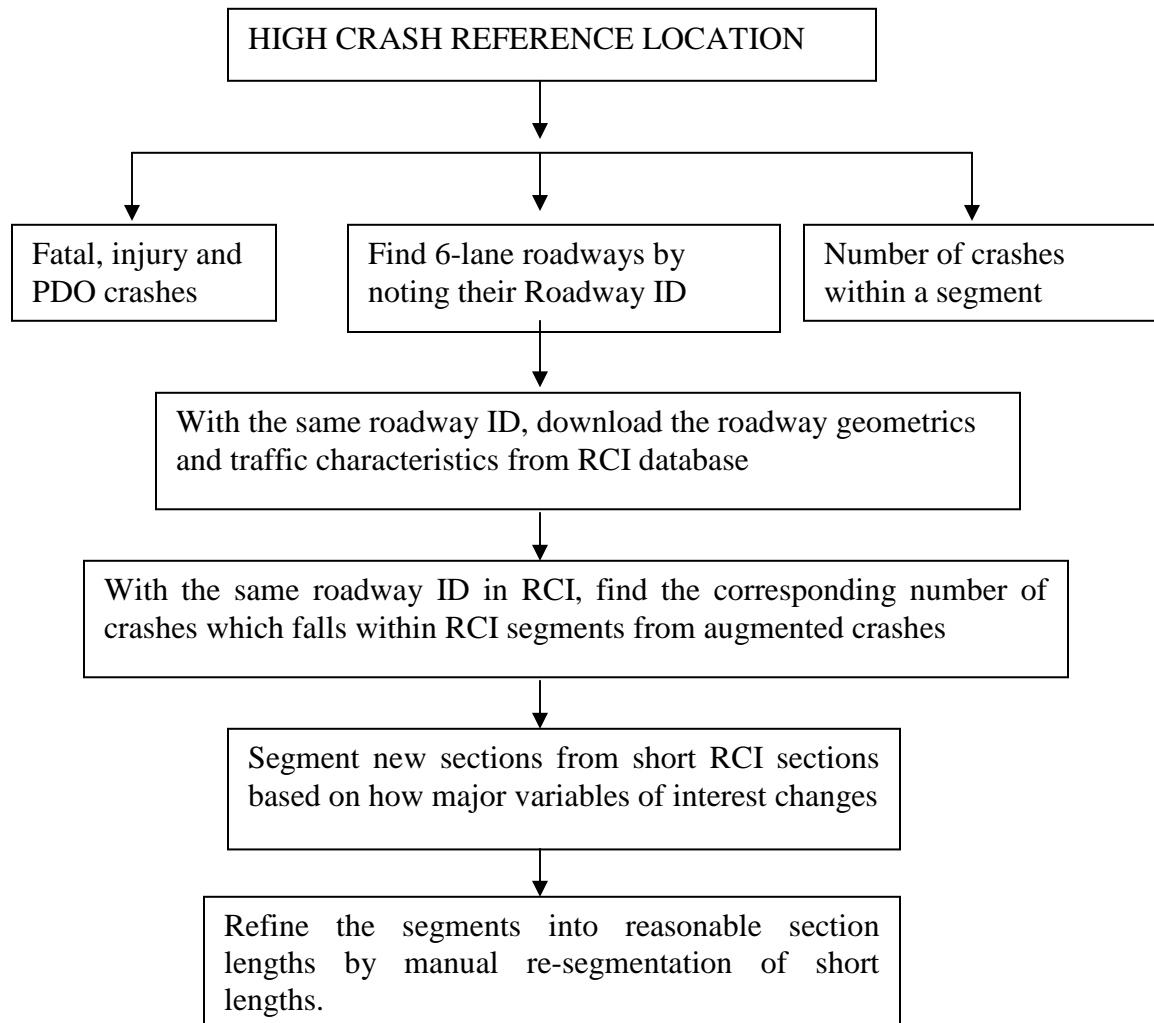 HIGH CRASH REFERENCE LOCATION
Fatal, injury and
PDO crashes
Find 6-lane roadways by
noting their Roadway ID
Number of crashes
within a segment
With the same roadway ID, download the roadway geometrics
and traffic characteristics from RCI database
With the same roadway ID in RCI, find the corresponding number of
crashes which falls within RCI segments from augmented crashes
Segment new sections from short RCI sections
based on how major variables of interest changes
Refine the segments into reasonable section
lengths by manual re-segmentation of short
lengths.